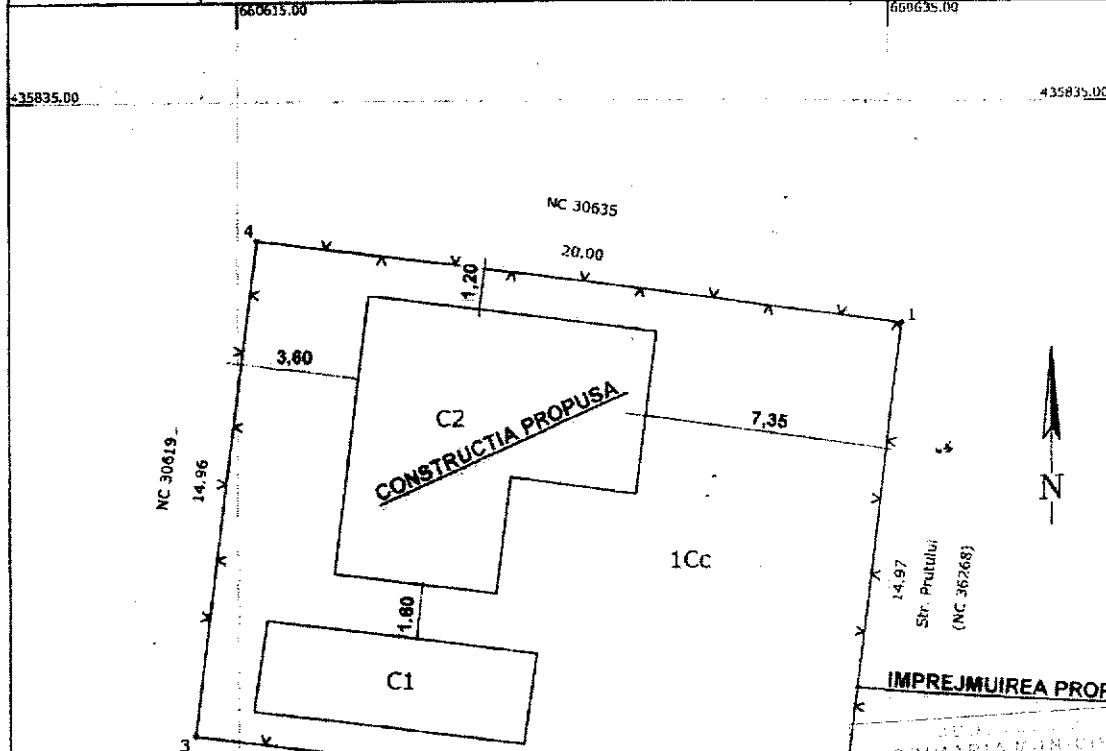 660615.00
660635.00
435835.00
435835.00
NC 30635
20.00
4
1
1,20
3,60
C2
CONSTRUCTIA PROPUSA
7,35
NC 30619
14.96
N
1Cc
14.97
Str. Prutului
(NC 36268)
1,60
C1
IMPREJMUIREA PROP
3